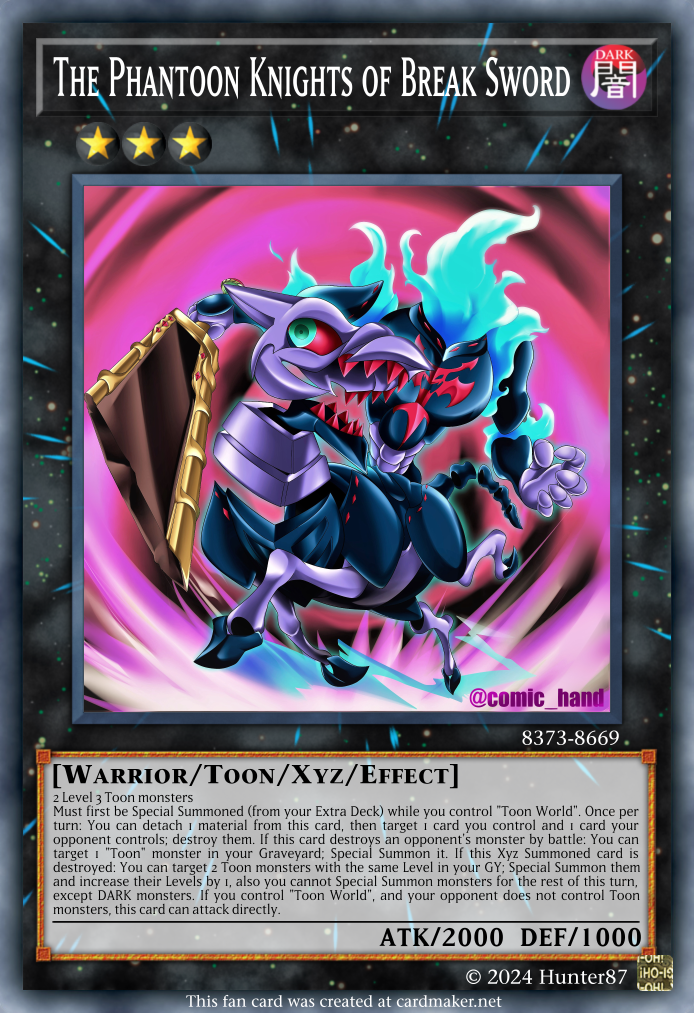 The Phantoon Knights of Break Sword
DARK
闇
@comic_hand
8373-8669
[Warrior/Toon/Xyz/Effect]
2 Level 3 Toon monsters
Must first be Special Summoned (from your Extra Deck) while you control "Toon World". Once per
turn: You can detach 1 material from this card, then target 1 card you control and 1 card your
opponent controls; destroy them. If this card destroys an opponent's monster by battle: You can
target 1 "Toon" monster in your Graveyard; Special Summon it. If this Xyz Summoned card is
destroyed: You can target 2 Toon monsters with the same Level in your GY; Special Summon them
and increase their Levels by 1, also you cannot Special Summon monsters for the rest of this turn,
except DARK monsters. If you control "Toon World", and your opponent does not control Toon
monsters, this card can attack directly.
ATK/2000 DEF/1000
© 2024 Hunter87
This fan card was created at cardmaker.net